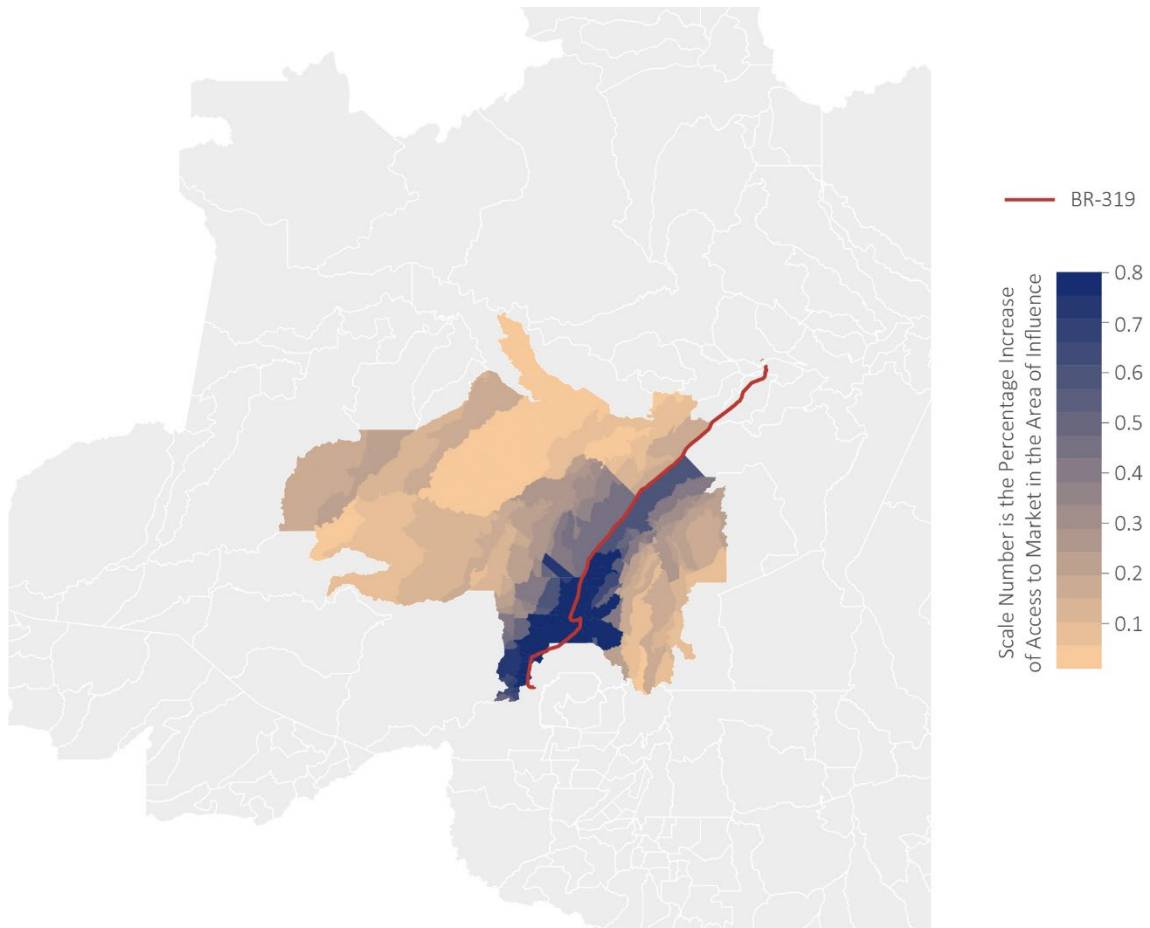 BR-319
Scale Number is the Percentage Increase
of Access to Market in the Area of Influence
0.8
0.7
0.6
0.5
0.4
0.3
0.2
0.1